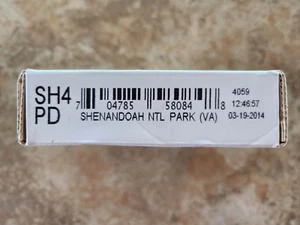 SH4
PD
7 04785 58084 8
SHENANDOAH NTL PARK (VA)
4059
12:46:57
03-19-2014